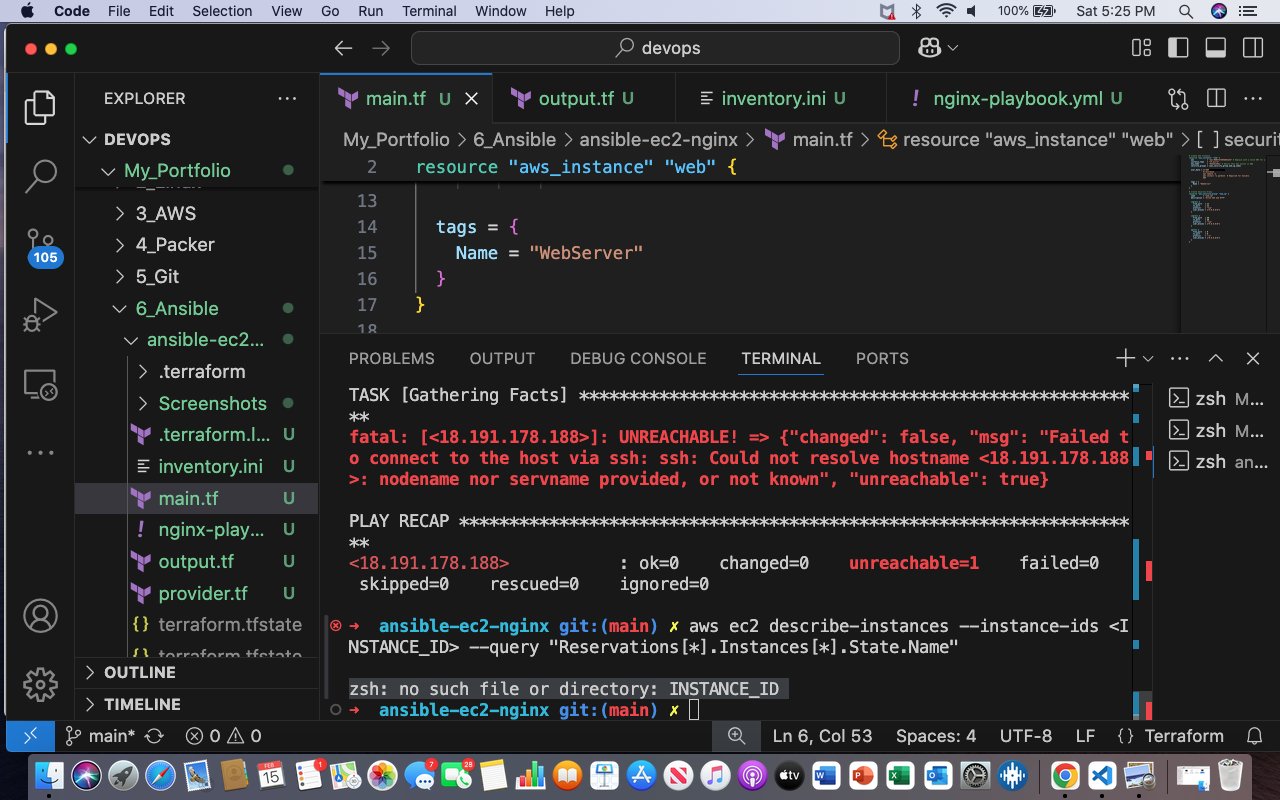 Code File Edit Selection View Go Run Terminal Window Help 100% Sat 5:25 PM
devops
EXPLORER
main.tf U
output.tf U
inventory.ini U
! nginx-playbook.yml U
DEVOPS
My_Portfolio > 6_Ansible > ansible-ec2-nginx > main.tf > resource "aws_instance" "web" > [ ] securit
My_Portfolio
3_AWS
4_Packer
5_Git
6_Ansible
ansible-ec2...
.terraform
Screenshots
.terraform.l... U
inventory.ini U
main.tf U
! nginx-play... U
output.tf U
provider.tf U
{} terraform.tfstate
{} terraform.tfstate
OUTLINE
TIMELINE
105
2 resource "aws_instance" "web" {
13
14 tags = {
15 Name = "WebServer"
16 }
17 }
18
PROBLEMS OUTPUT DEBUG CONSOLE TERMINAL PORTS
TASK [Gathering Facts] ******************************************************
**
fatal: [<18.191.178.188>]: UNREACHABLE! => {"changed": false, "msg": "Failed t
o connect to the host via ssh: ssh: Could not resolve hostname <18.191.178.188
>: nodename nor servname provided, or not known", "unreachable": true}
PLAY RECAP ******************************************************************
**
<18.191.178.188> : ok=0 changed=0 unreachable=1 failed=0
skipped=0 rescued=0 ignored=0
→ ansible-ec2-nginx git:(main) ✗ aws ec2 describe-instances --instance-ids <I
NSTANCE_ID> --query "Reservations[*].Instances[*].State.Name"
zsh: no such file or directory: INSTANCE_ID
→ ansible-ec2-nginx git:(main) ✗
zsh M...
zsh M...
zsh an...
main* 0 0 Ln 6, Col 53 Spaces: 4 UTF-8 LF {} Terraform
FEB
15
1
7
28